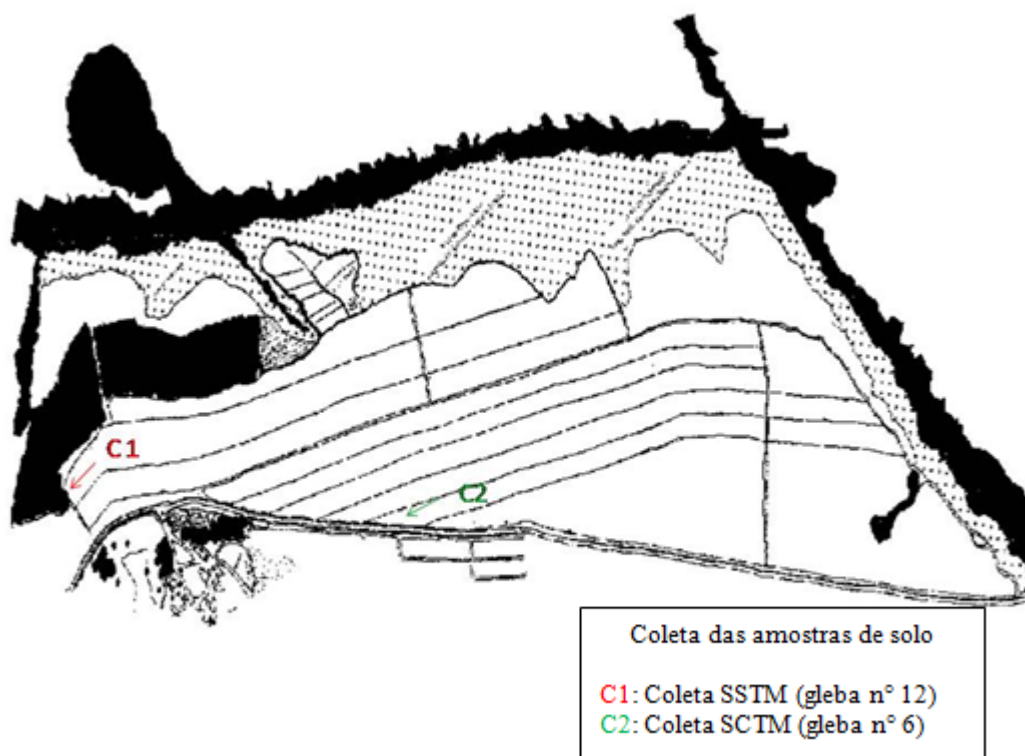 C1
C2
Coleta das amostras de solo
C1: Coleta SSTM (gleba n° 12)
C2: Coleta SCTM (gleba n° 6)